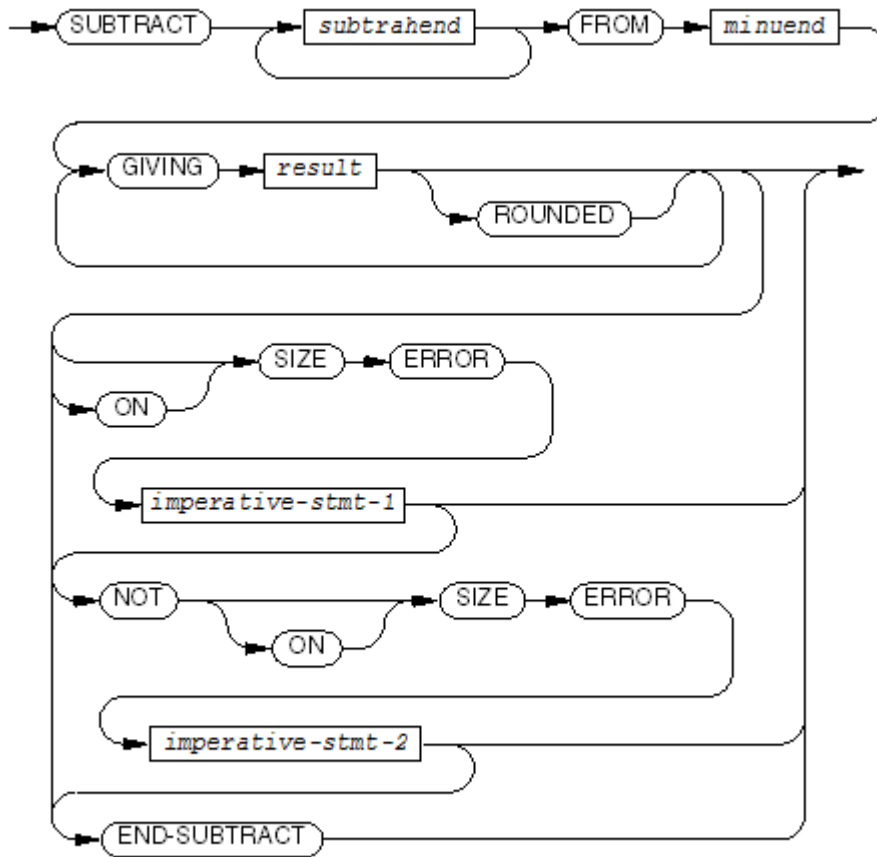 SUBTRACT subtrahend FROM minuend
GIVING result
ROUNDED
SIZE ERROR
ON
imperative-stmt-1
NOT SIZE ERROR
ON
imperative-stmt-2
END-SUBTRACT